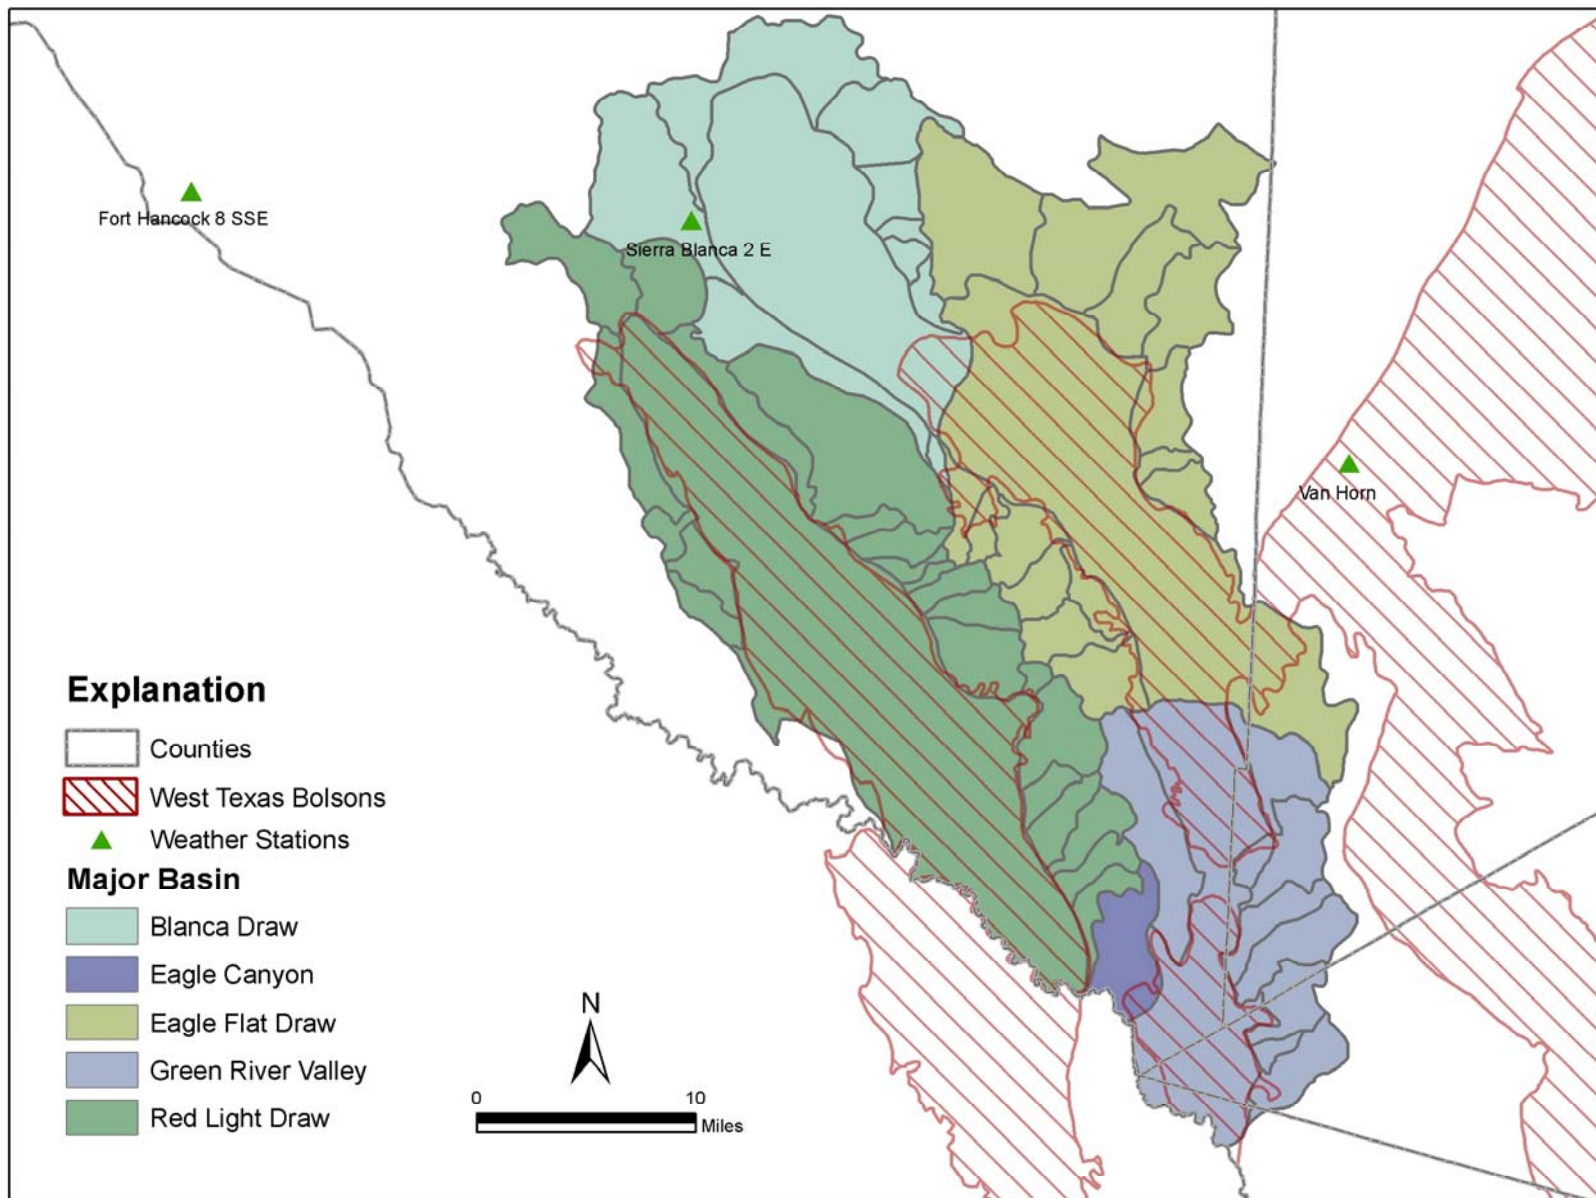 Fort Hancock 8 SSE
Sierra Blanca 2 E
Van Horn
Explanation
Counties
West Texas Bolsons
Weather Stations
Major Basin
Blanca Draw
Eagle Canyon
Eagle Flat Draw
Green River Valley
Red Light Draw
N
0 10
Miles